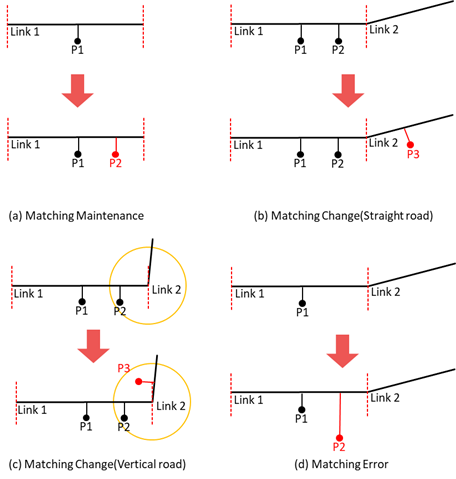 Link 1
P1
Link 1
P1
P2
(a) Matching Maintenance
Link 1
P1
P2
Link 2
Link 1
P1
P2
Link 2
P3
(b) Matching Change(Straight road)
Link 1
P1
P2
Link 2
P3
Link 1
P1
P2
Link 2
(c) Matching Change(Vertical road)
Link 1
P1
Link 2
Link 1
P1
Link 2
P2
(d) Matching Error